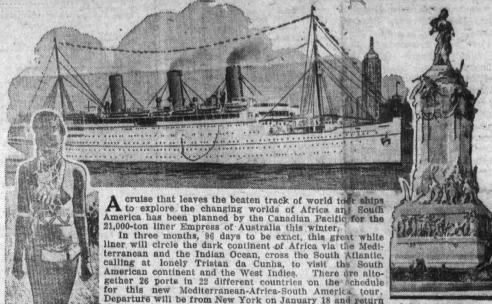 A cruise that leaves the beaten track of world tour ships
to explore the changing worlds of Africa and South
America has been planned by the Canadian Pacific for the
21,000-ton liner Empress of Australia this winter.
In three months, 96 days to be exact, this great white
liner will circle the dark continent of Africa via the Med-
iterranean and the Indian Ocean, cross the South Atlantic,
calling at lonely Tristan da Cunha, to visit the South
American continent and the West Indies. There are alto-
gether 26 ports in 22 different countries on the schedule
for this new Mediterranean-Africa-South America tour.
Departure will be from New York on January 18 and return